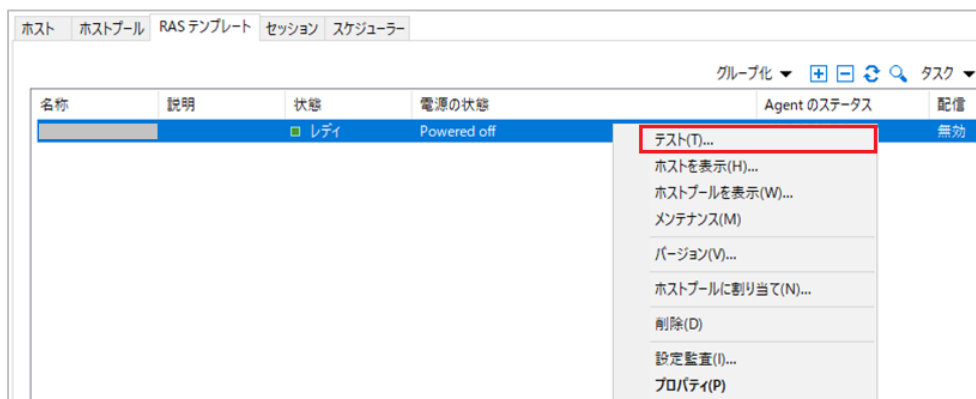 ホスト ホストプール RAS テンプレート セッション スケジューラー
グループ化 タスク
名称 説明 状態 電源の状態 Agent のステータス 配信
レディ Powered off 無効
テスト(T)...
ホストを表示(H)...
ホストプールを表示(W)...
メンテナンス(M)
バージョン(V)...
ホストプールに割り当て(N)...
削除(D)
設定監査(I)...
プロパティ(P)